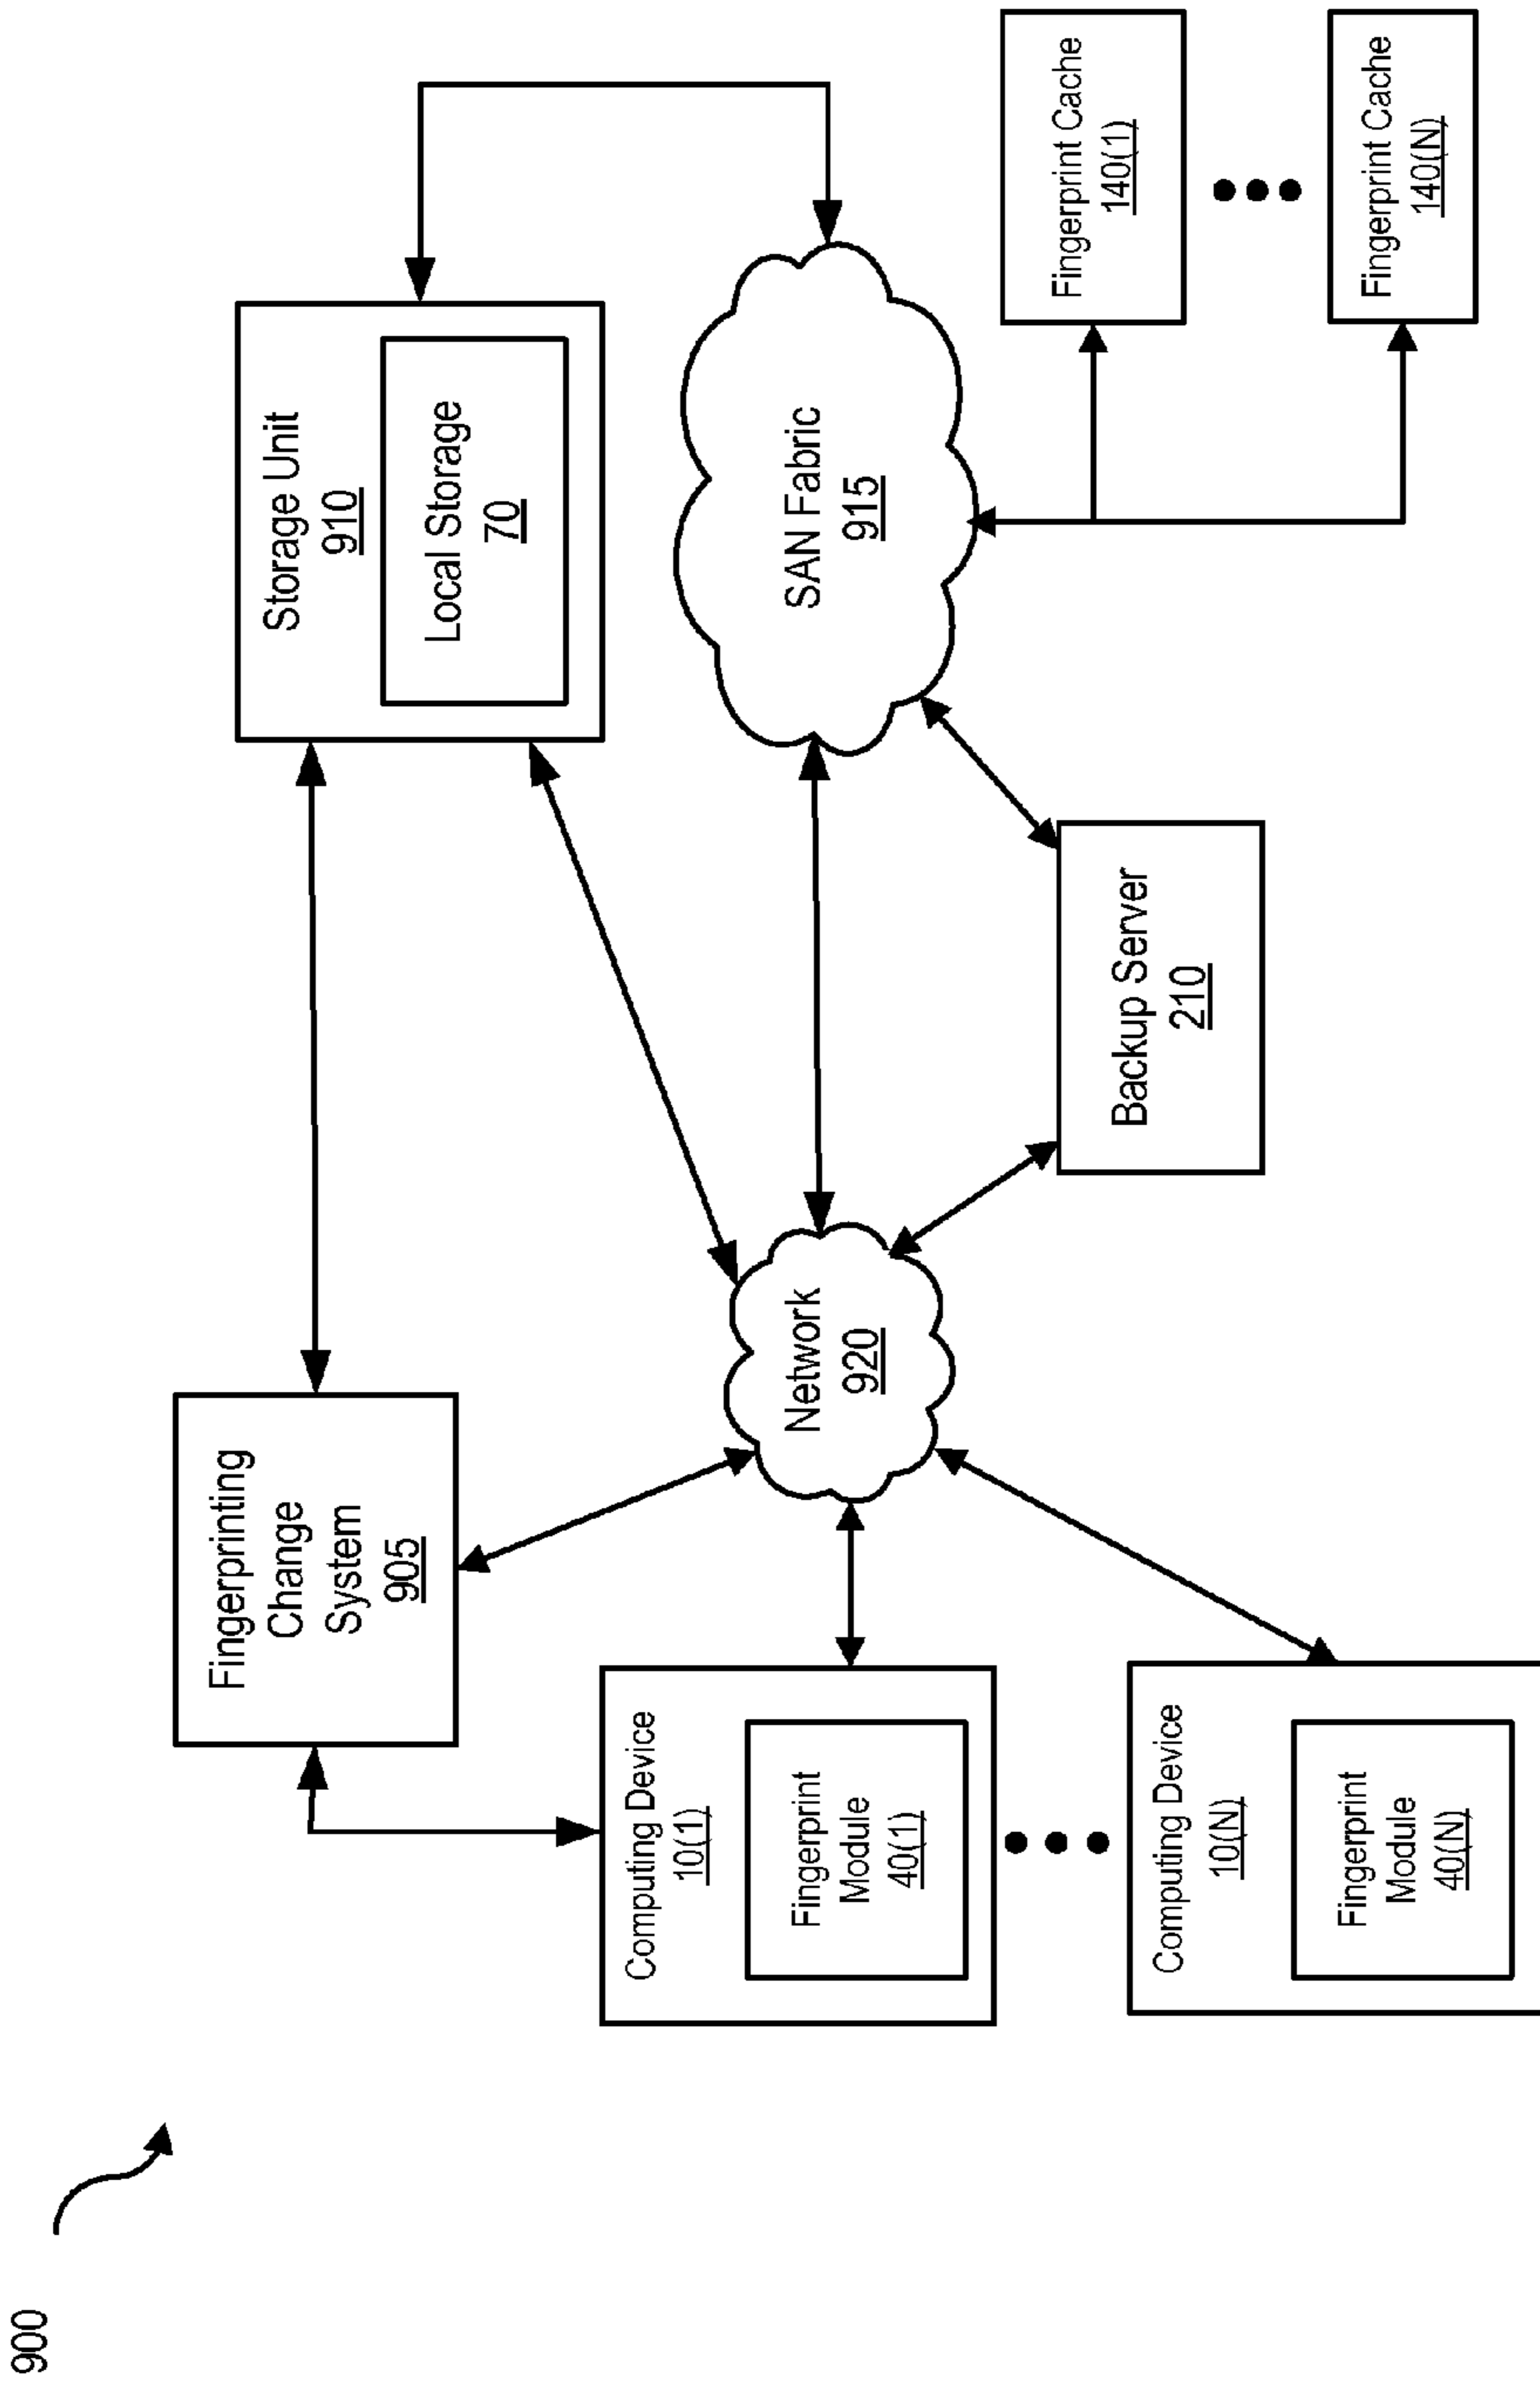 900
Fingerprinting
Change
System
905
Storage Unit
910
Local Storage
70
Computing Device
10(1)
Fingerprint
Module
40(1)
Network
920
SAN Fabric
915
Backup Server
210
Computing Device
10(N)
Fingerprint
Module
40(N)
Fingerprint Cache
140(1)
Fingerprint Cache
140(N)